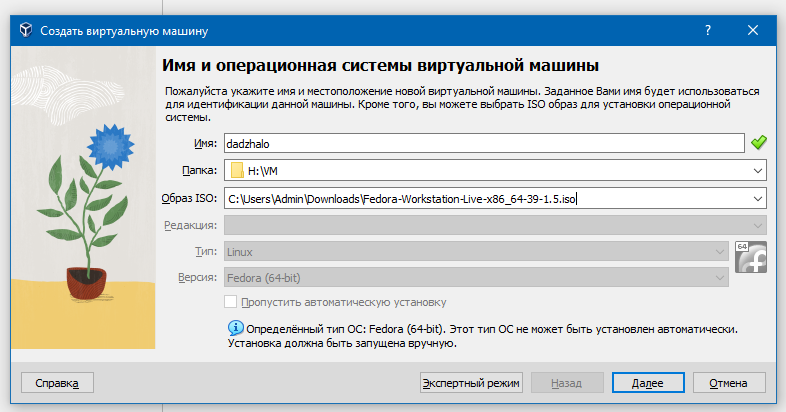 Создать виртуальную машину
?
Имя и операционная системы виртуальной машины
Пожалуйста укажите имя и местоположение новой виртуальной машины. Заданное Вами имя будет использоваться
для идентификации данной машины. Кроме того, вы можете выбрать ISO образ для установки операционной
системы.
Имя: dadzhalo
Папка: H:\VM
Образ ISO: C:\Users\Admin\Downloads\Fedora-Workstation-Live-x86_64-39-1.5.iso
Редакция:
Тип: Linux
64
Версия: Fedora (64-bit)
Пропустить автоматическую установку
Определённый тип ОС: Fedora (64-bit). Этот тип ОС не может быть установлен автоматически.
Установка должна быть запущена вручную.
Справка Экспертный режим Назад Далее Отмена